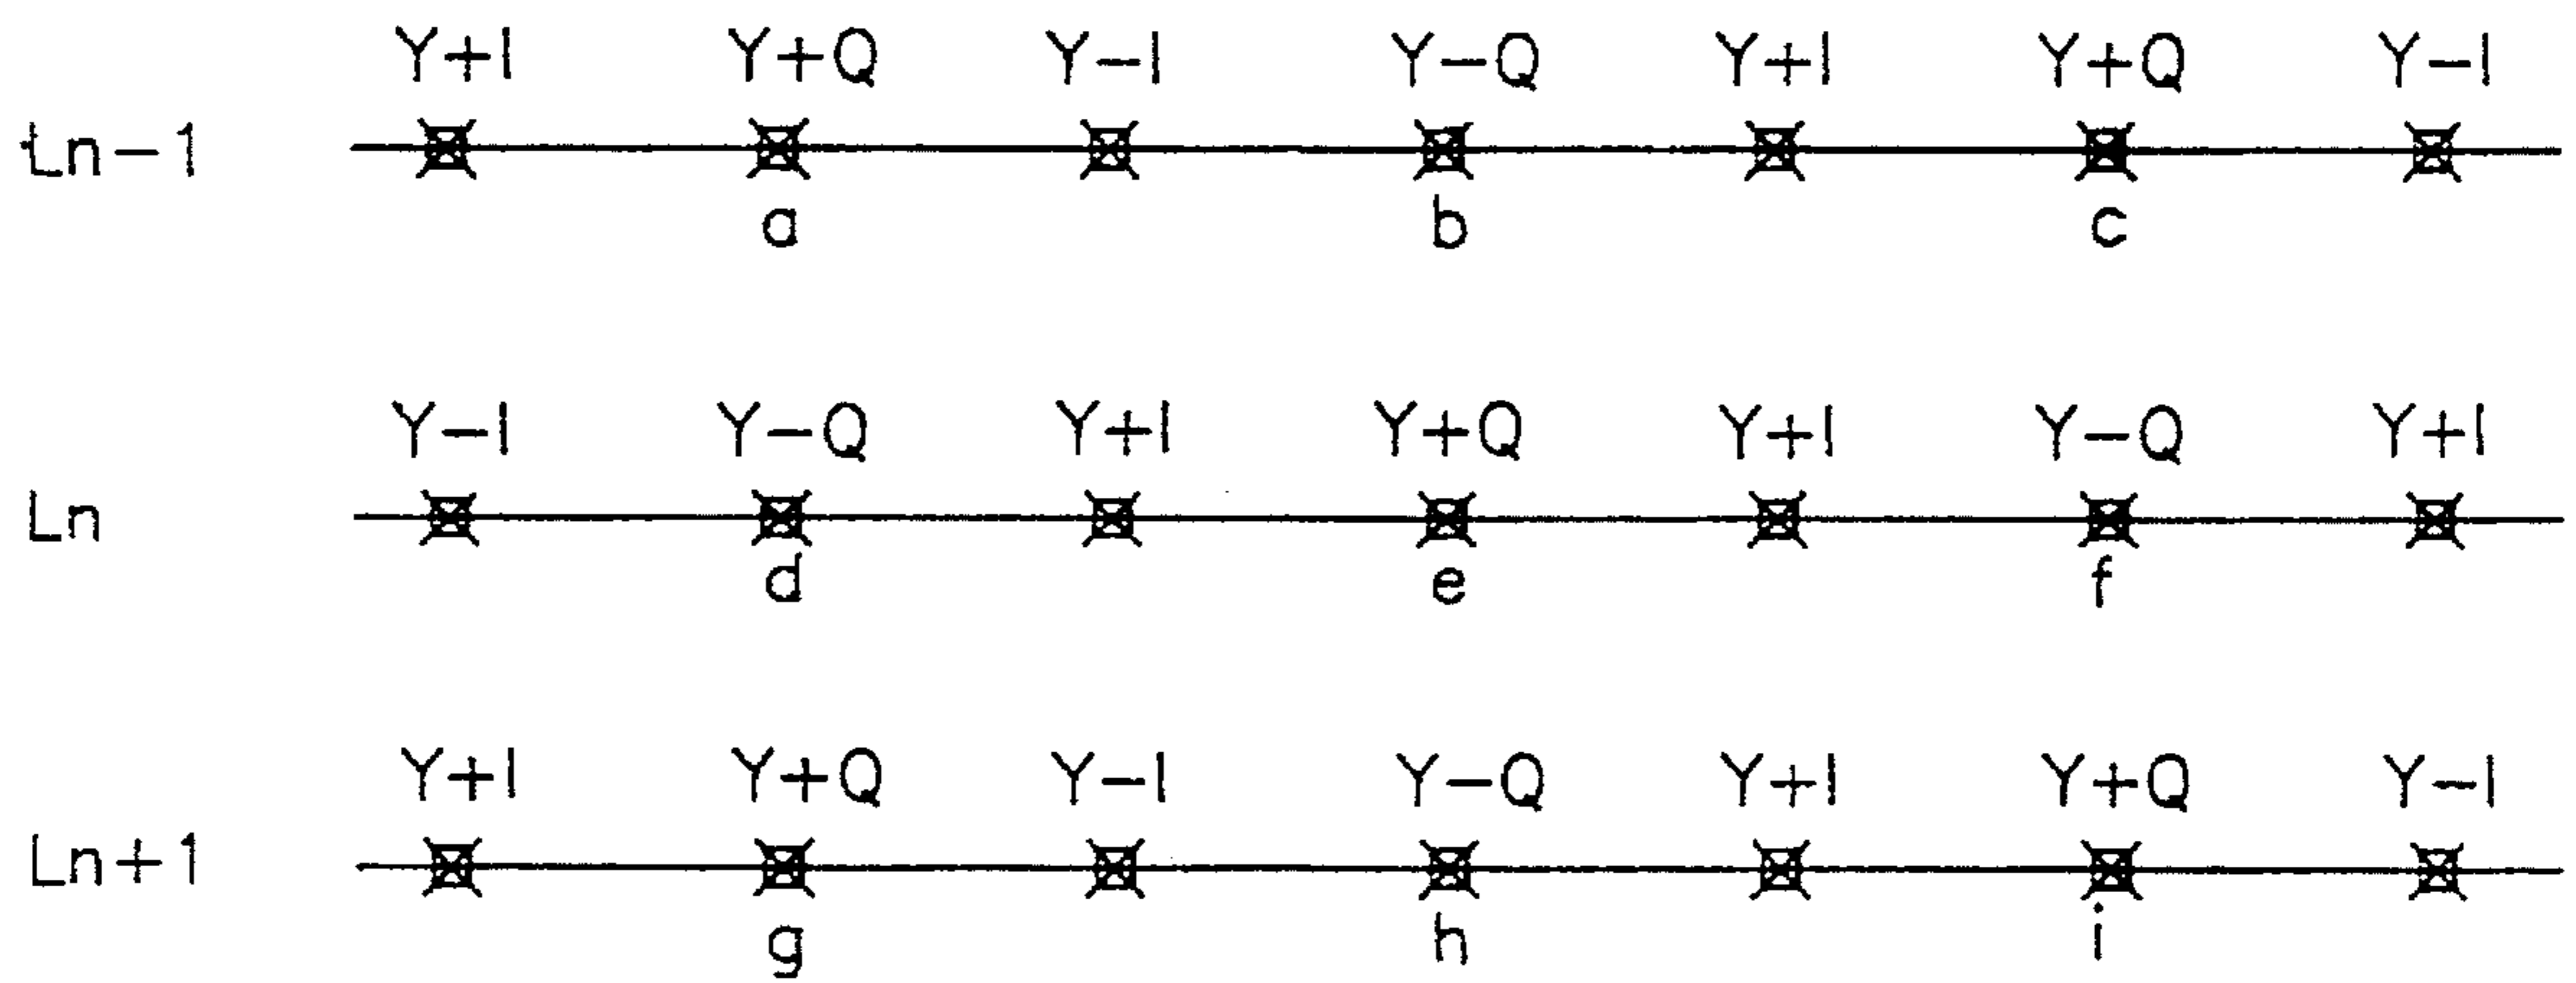 Y+I Y+Q Y-I Y-Q Y+I Y+Q Y-I
Ln-1
a b c
Y-I Y-Q Y+I Y+Q Y+I Y-Q Y+I
Ln
d e f
Y+I Y+Q Y-I Y-Q Y+I Y+Q Y-I
Ln+1
g h i